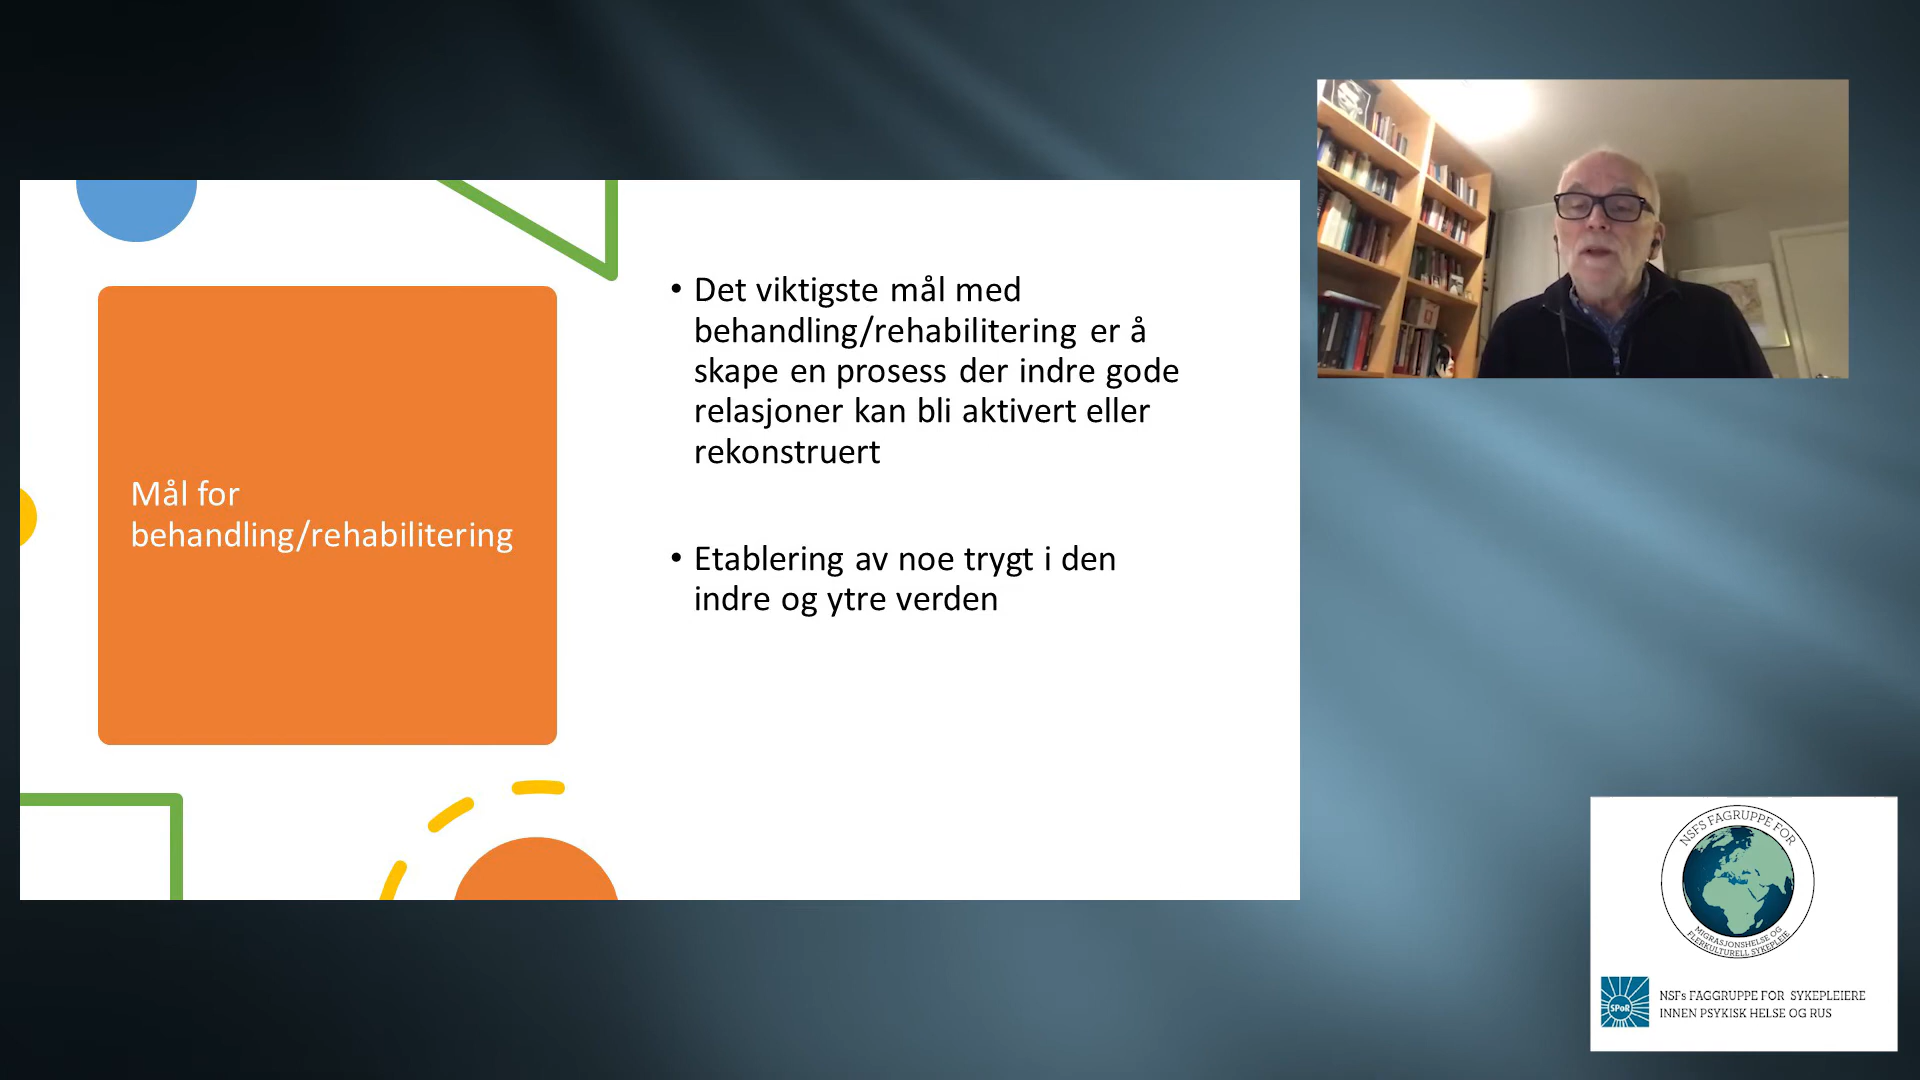 Mål for
behandling/rehabilitering
• Det viktigste mål med
behandling/rehabilitering er å
skape en prosess der indre gode
relasjoner kan bli aktivert eller
rekonstruert
• Etablering av noe trygt i den
indre og ytre verden
NSFS FAGRUPPE FOR
MIGRASJONSHELSE OG
FLERKULTURELL SYKEPLEIE
SPoR
NSFs FAGGRUPPE FOR SYKEPLEIERE
INNEN PSYKISK HELSE OG RUS